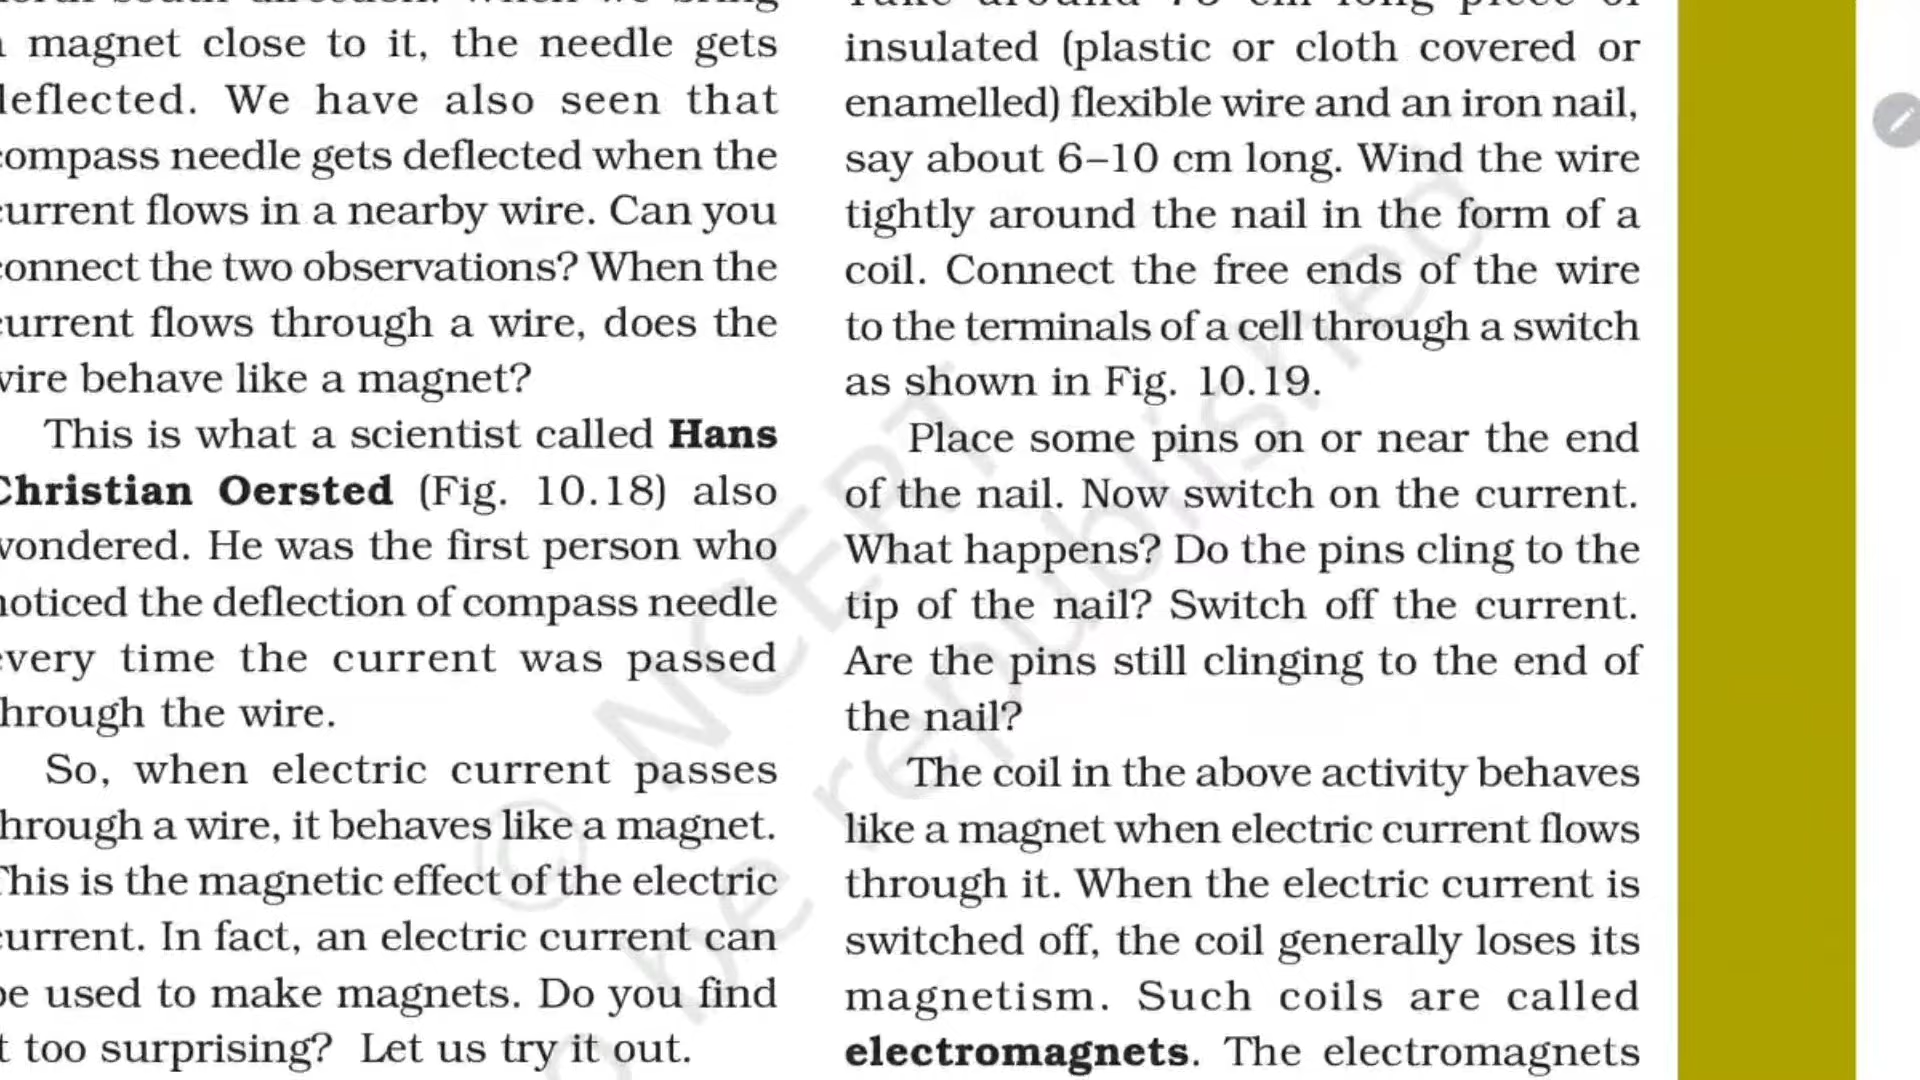 magnet close to it, the needle gets
deflected. We have also seen that
compass needle gets deflected when the
current flows in a nearby wire. Can you
connect the two observations? When the
current flows through a wire, does the
wire behave like a magnet?
This is what a scientist called Hans
Christian Oersted (Fig. 10.18) also
wondered. He was the first person who
noticed the deflection of compass needle
every time the current was passed
through the wire.
So, when electric current passes
through a wire, it behaves like a magnet.
This is the magnetic effect of the electric
current. In fact, an electric current can
be used to make magnets. Do you find
too surprising? Let us try it out.
insulated (plastic or cloth covered or
enamelled) flexible wire and an iron nail,
say about 6–10 cm long. Wind the wire
tightly around the nail in the form of a
coil. Connect the free ends of the wire
to the terminals of a cell through a switch
as shown in Fig. 10.19.
Place some pins on or near the end
of the nail. Now switch on the current.
What happens? Do the pins cling to the
tip of the nail? Switch off the current.
Are the pins still clinging to the end of
the nail?
The coil in the above activity behaves
like a magnet when electric current flows
through it. When the electric current is
switched off, the coil generally loses its
magnetism. Such coils are called
electromagnets. The electromagnets
© NCERT
be republished